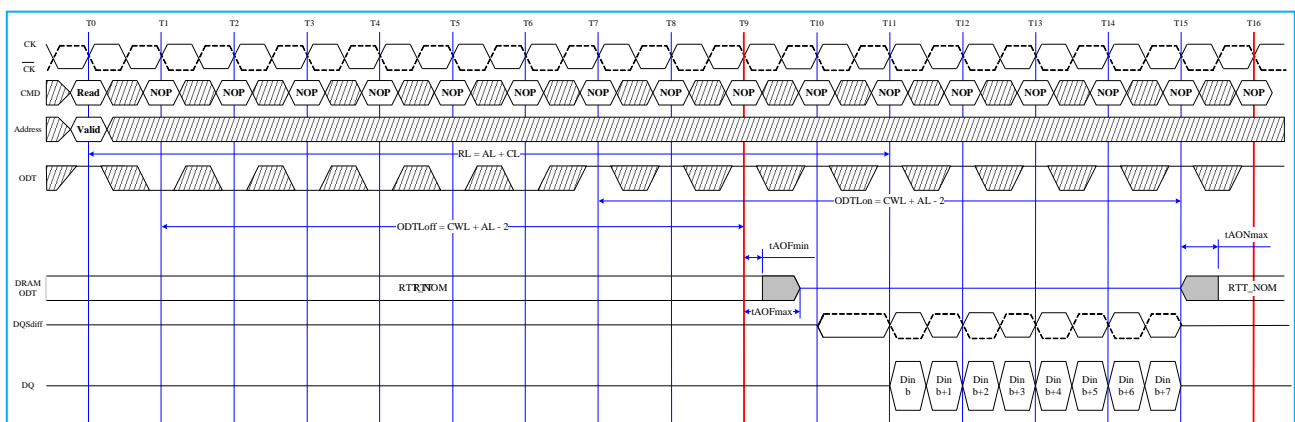 T0 T1 T2 T3 T4 T5 T6 T7 T8 T9 T10 T11 T12 T13 T14 T15 T16
CK
CK
CMD Read NOP NOP NOP NOP NOP NOP NOP NOP NOP NOP NOP NOP NOP NOP NOP NOP
Address Valid
RL = AL + CL
ODT
ODTLon = CWL + AL - 2
ODTLoff = CWL + AL - 2
tAOFmin
tAONmax
DRAM ODT
RTT_NOM
RTT_NOM
tAOFmax
DQSdiff
DQ
Din b
Din b+1
Din b+2
Din b+3
Din b+4
Din b+5
Din b+6
Din b+7